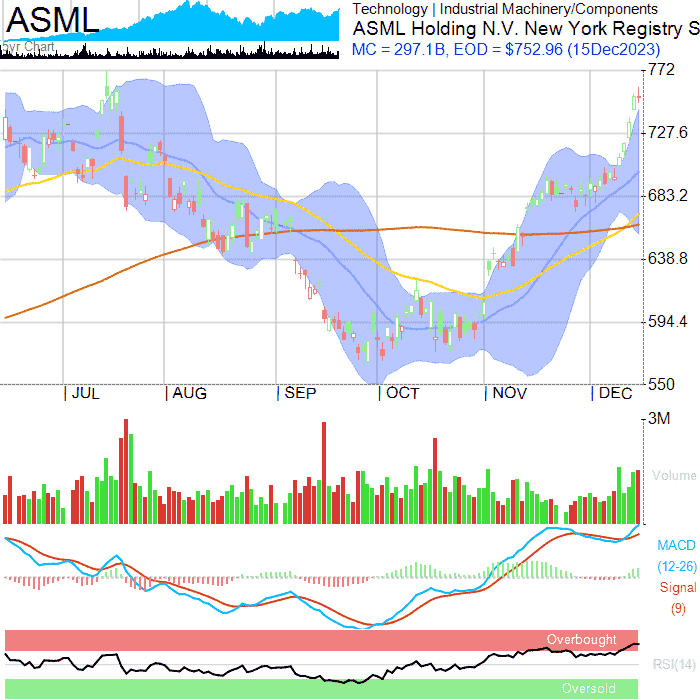 ASML
5yr Chart
Technology | Industrial Machinery/Components
ASML Holding N.V. New York Registry S
MC = 297.1B, EOD = $752.96 (15Dec2023)
772
727.6
683.2
638.8
594.4
550
| JUL | AUG | SEP | OCT | NOV | DEC
3M
Volume
MACD
(12-26)
Signal
(9)
Overbought
RSI(14)
Oversold